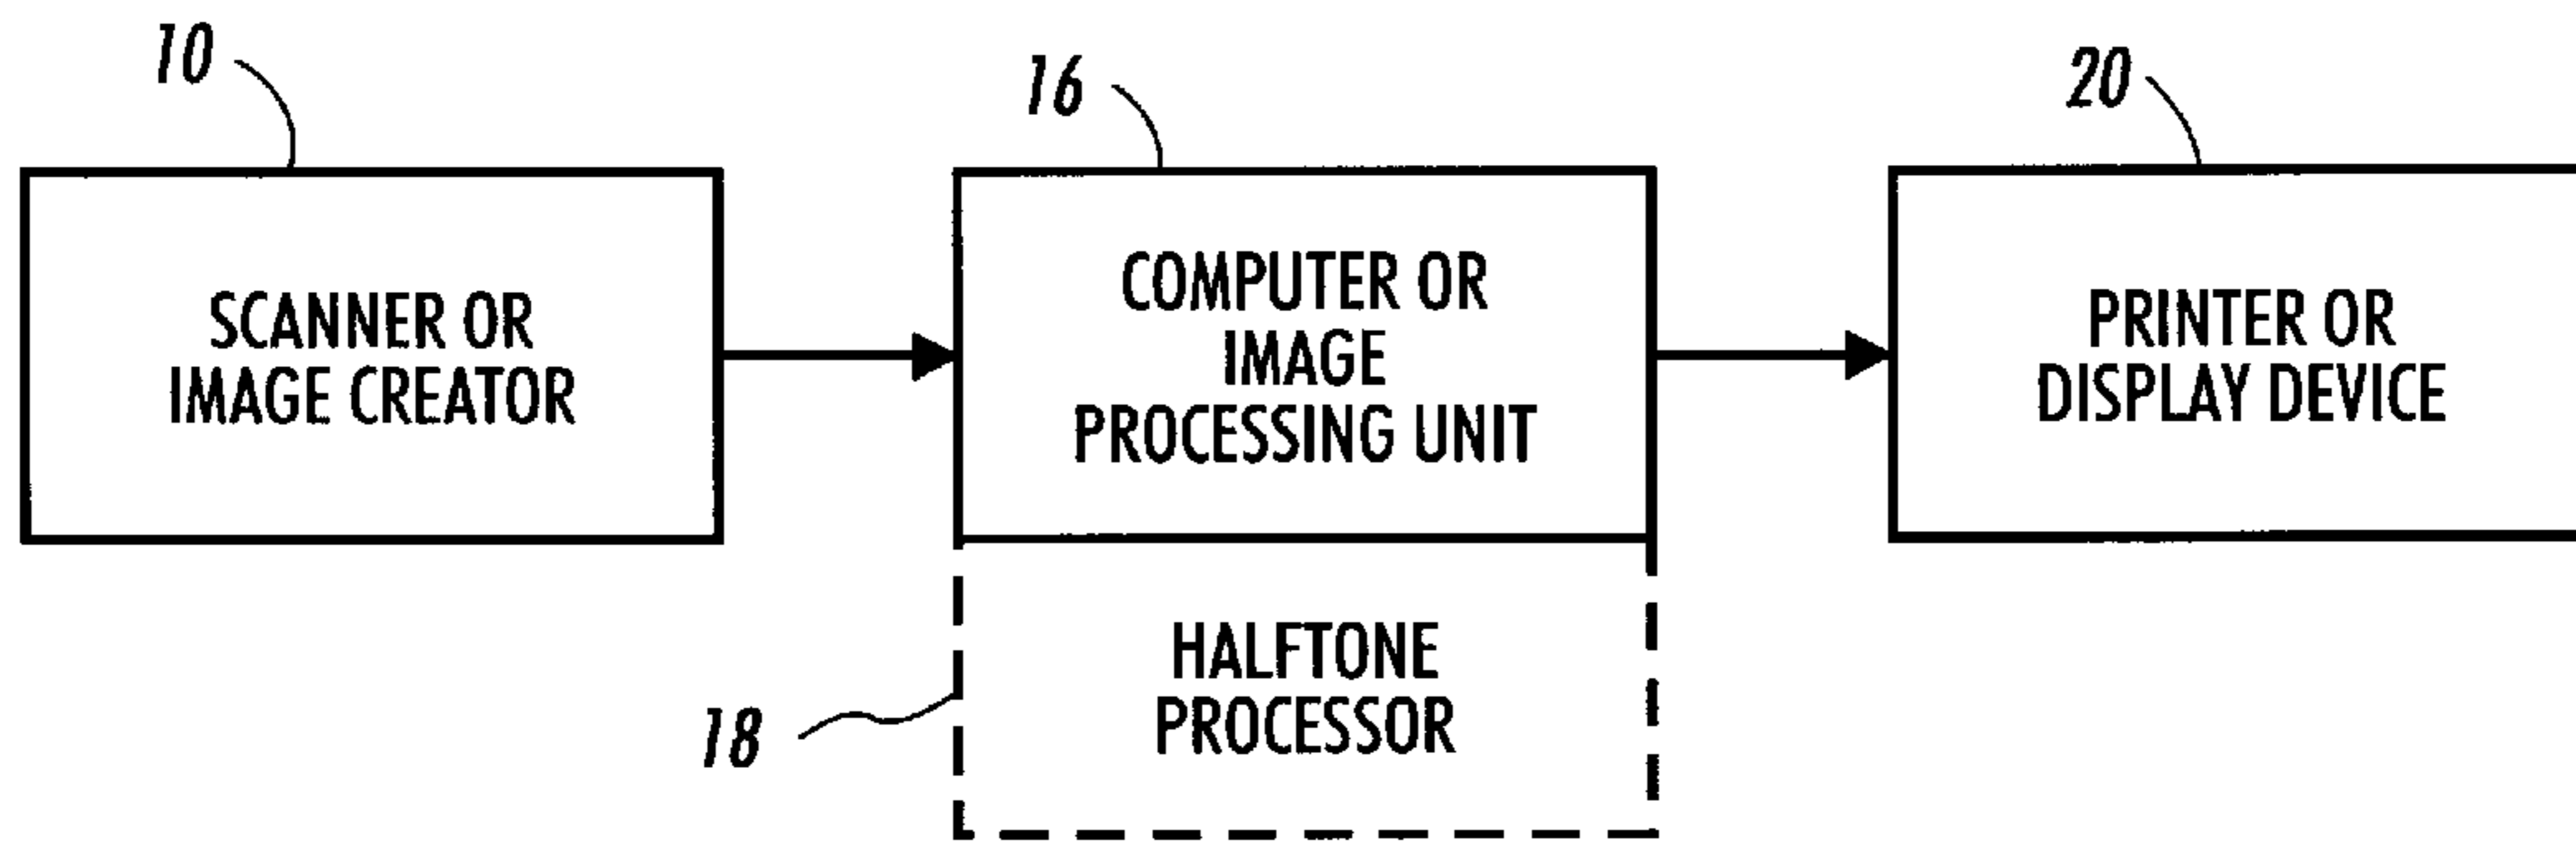 10
16
20
SCANNER OR
IMAGE CREATOR
COMPUTER OR
IMAGE
PROCESSING UNIT
PRINTER OR
DISPLAY DEVICE
18
HALFTONE
PROCESSOR